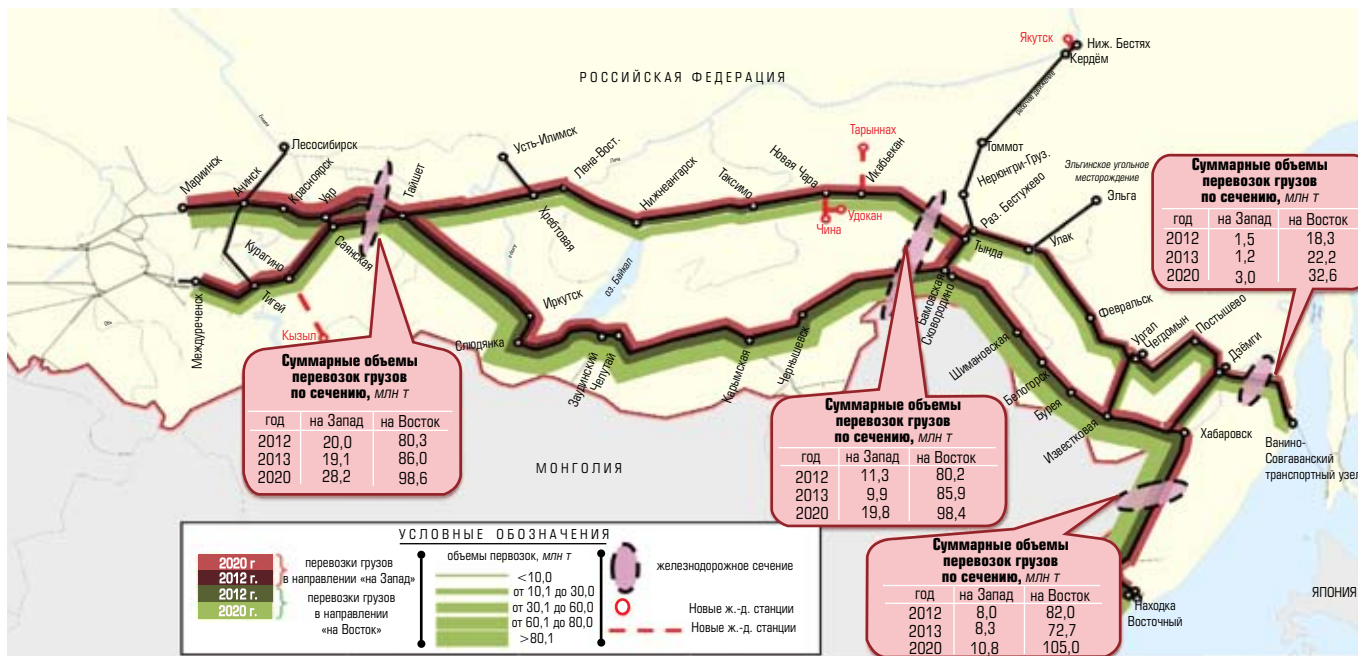 РОССИЙСКАЯ ФЕДЕРАЦИЯ
Якутск
Ниж. Бестях
Кердём
Томмот
Нерюнгри-Груз.
Раз. Бестужево
Эльгинское угольное
месторождение
Эльга
Улак
Тында
Тарыннах
Икабьекан
Новая Чара
Удокан
Чина
Таксимо
Нижнеангарск
Лена-Вост.
Лена
Усть-Илимск
Хребтовая
оз. Байкал
Лесосибирск
Мариинск
Ачинск
Красноярск
Уяр
Тайшет
Саянская
Курагино
Тигей
Междуреченск
Кызыл
Иркутск
Слюдянка
Заудинский
Челутай
Карымская
Чернышевск
Бамовская
Сковородино
Шимановская
Белогорск
Бурея
Известковая
Февральск
Ургал
Чегдомын
Постышево
Дзёмги
Хабаровск
Ванино-
Совгаванский
транспортный узел
Находка
Восточный
МОНГОЛИЯ
ЯПОНИЯ
Суммарные объемы
перевозок грузов
по сечению, млн т
год на Запад на Восток
2012 20,0 80,3
2013 19,1 86,0
2020 28,2 98,6
Суммарные объемы
перевозок грузов
по сечению, млн т
год на Запад на Восток
2012 11,3 80,2
2013 9,9 85,9
2020 19,8 98,4
Суммарные объемы
перевозок грузов
по сечению, млн т
год на Запад на Восток
2012 1,5 18,3
2013 1,2 22,2
2020 3,0 32,6
Суммарные объемы
перевозок грузов
по сечению, млн т
год на Запад на Восток
2012 8,0 82,0
2013 8,3 72,7
2020 10,8 105,0
УСЛОВНЫЕ ОБОЗНАЧЕНИЯ
2020 г
2012 г.
2012 г.
2020 г.
перевозки грузов
в направлении «на Запад»
перевозки грузов
в направлении
«на Восток»
объемы первозок, млн т
<10,0
от 10,1 до 30,0
от 30,1 до 60,0
от 60,1 до 80,0
>80,1
железнодорожное сечение
Новые ж.-д. станции
Новые ж.-д. станции